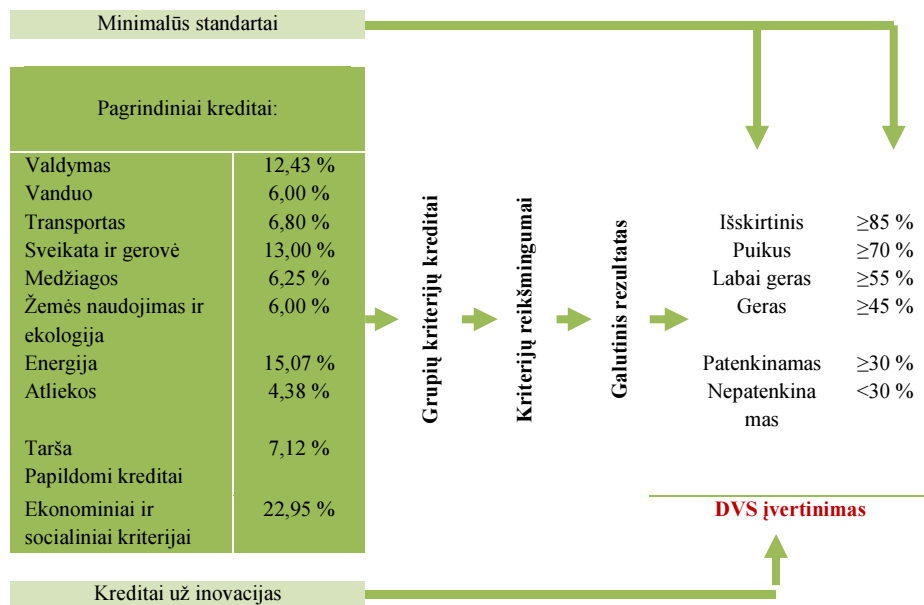 Minimalūs standartai
Pagrindiniai kreditai:
Valdymas 12,43 %
Vanduo 6,00 %
Transportas 6,80 %
Sveikata ir gerovė 13,00 %
Medžiagos 6,25 %
Žemės naudojimas ir 6,00 %
ekologija
Energija 15,07 %
Atliekos 4,38 %
Tarša 7,12 %
Papildomi kreditai
Ekonominiai ir 22,95 %
socialiniai kriterijai
Grupių kriterijų kreditai
Kriterijų reikšmingumai
Galutinis rezultatas
Išskirtinis ≥85 %
Puikus ≥70 %
Labai geras ≥55 %
Geras ≥45 %
Patenkinamas ≥30 %
Nepatenkina <30 %
mas
DVS įvertinimas
Kreditai už inovacijas